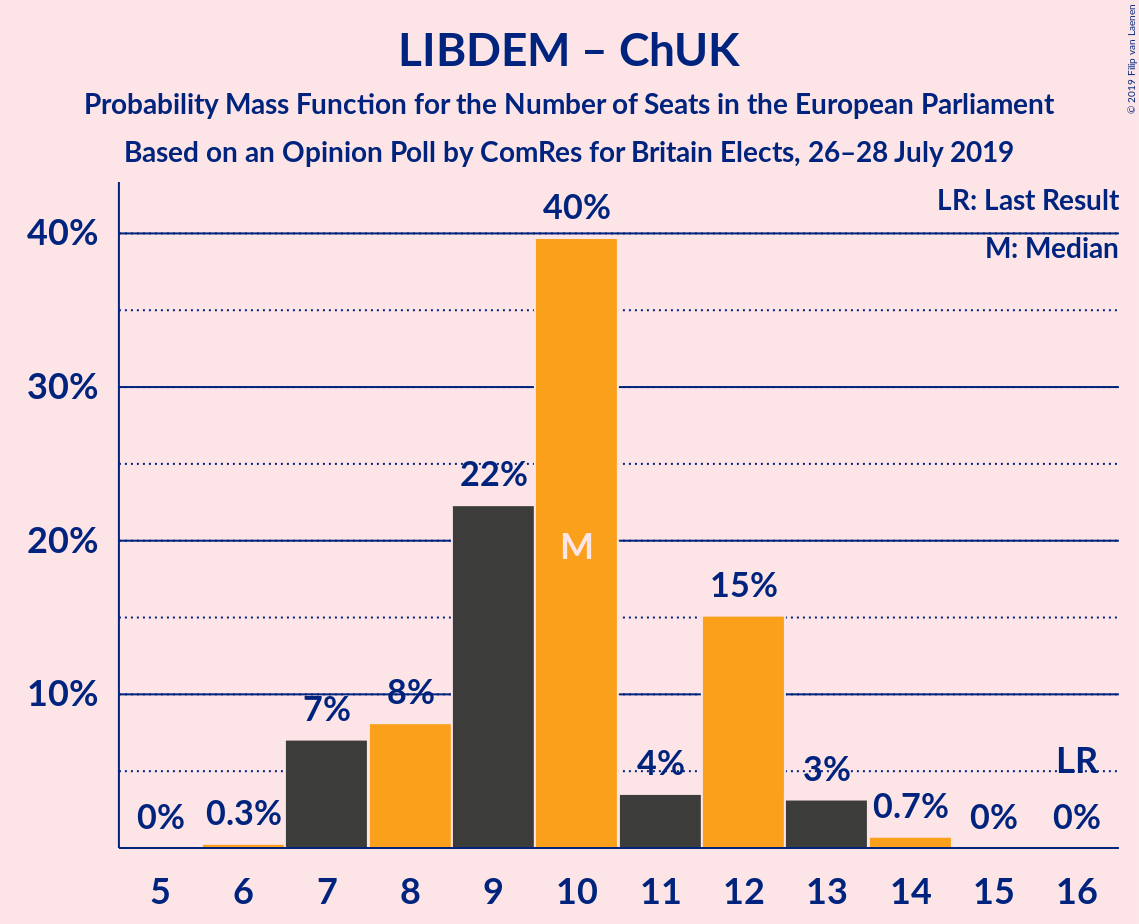 LIBDEM – ChUK
Probability Mass Function for the Number of Seats in the European Parliament
Based on an Opinion Poll by ComRes for Britain Elects, 26–28 July 2019
© 2019 Filip van Laenen
LR: Last Result
M: Median
40%
30%
20%
10%
0%
0.3%
7%
8%
22%
40%
M
4%
15%
3%
0.7%
0%
LR
0%
5 6 7 8 9 10 11 12 13 14 15 16